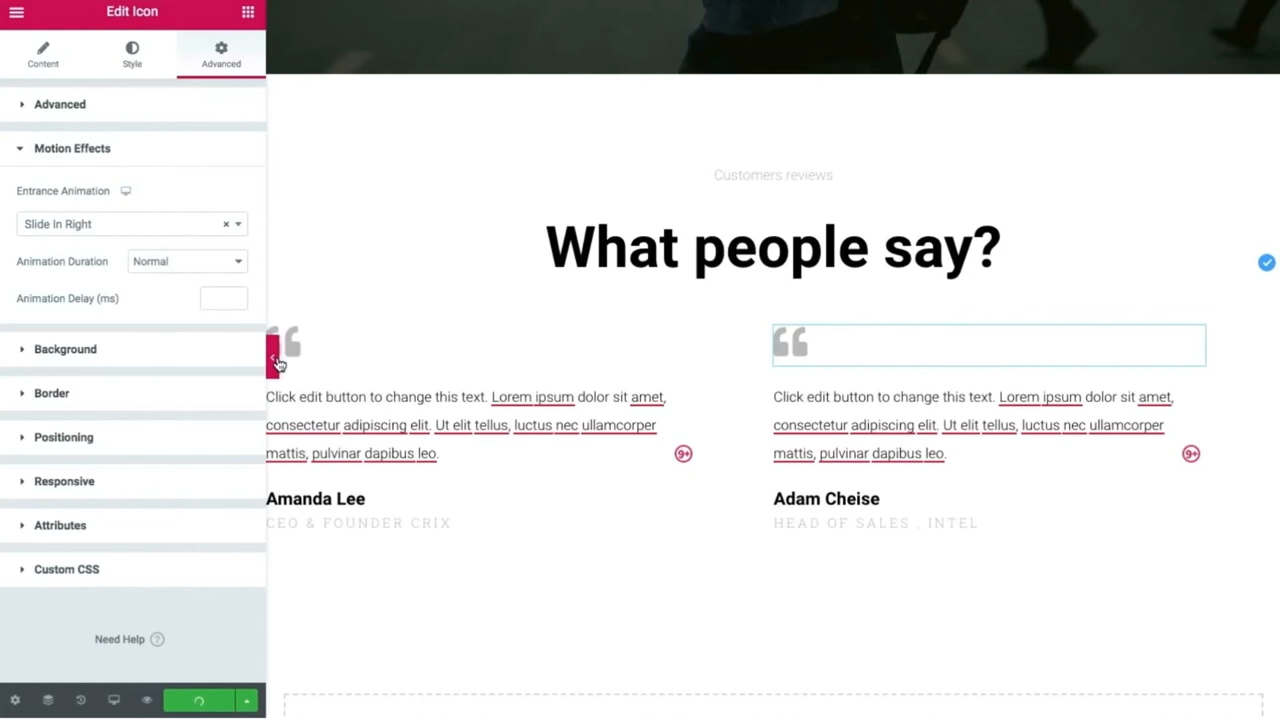 Edit Icon
Content
Style
Advanced
Advanced
Motion Effects
Entrance Animation
Slide In Right
Animation Duration
Normal
Animation Delay (ms)
Background
Border
Positioning
Responsive
Attributes
Custom CSS
Need Help ?
Customers reviews
What people say?
Click edit button to change this text. Lorem ipsum dolor sit amet,
consectetur adipiscing elit. Ut elit tellus, luctus nec ullamcorper
mattis, pulvinar dapibus leo.
9+
Amanda Lee
CEO & FOUNDER CRIX
Click edit button to change this text. Lorem ipsum dolor sit amet,
consectetur adipiscing elit. Ut elit tellus, luctus nec ullamcorper
mattis, pulvinar dapibus leo.
9+
Adam Cheise
HEAD OF SALES , INTEL